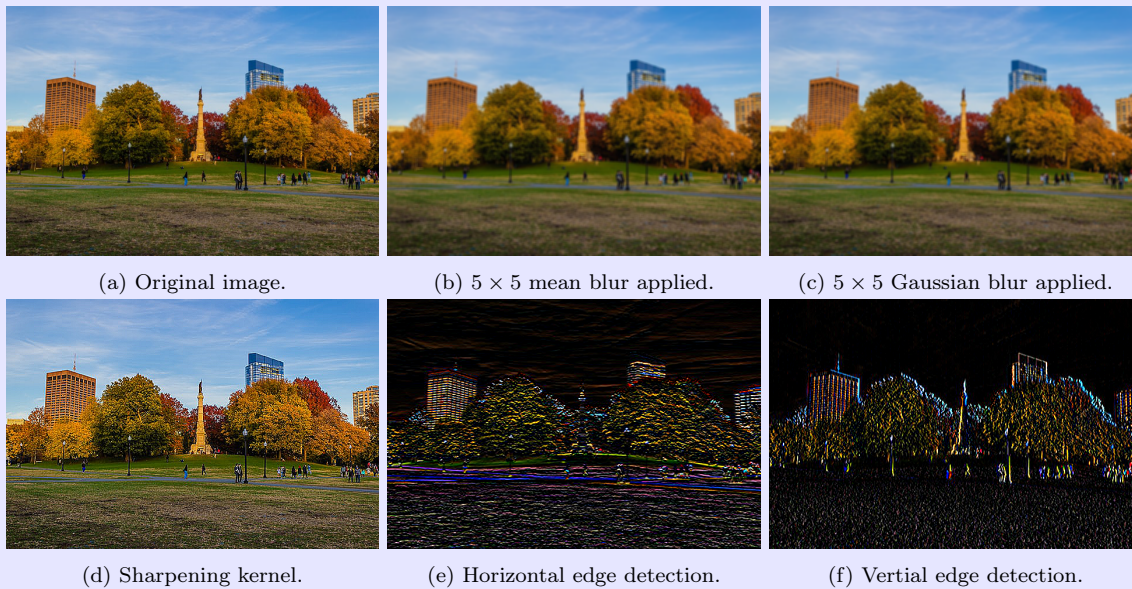 (a) Original image.
(b) 5 × 5 mean blur applied.
(c) 5 × 5 Gaussian blur applied.
(d) Sharpening kernel.
(e) Horizontal edge detection.
(f) Vertial edge detection.